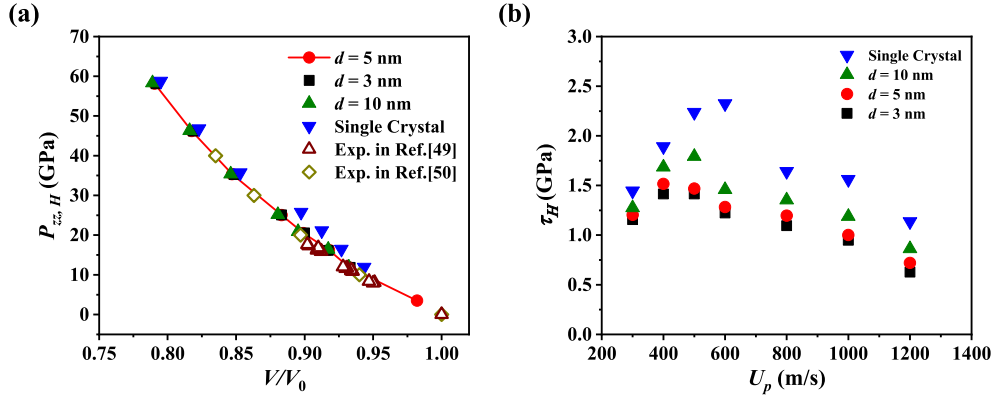 (a)
70
60
50
40
30
20
10
0
P_{zz, H} (GPa)
0.75 0.80 0.85 0.90 0.95 1.00
V/V_0
d = 5 nm
d = 3 nm
d = 10 nm
Single Crystal
Exp. in Ref.[49]
Exp. in Ref.[50]
(b)
3.0
2.5
2.0
1.5
1.0
0.5
0.0
τ_H (GPa)
200 400 600 800 1000 1200 1400
U_p (m/s)
Single Crystal
d = 10 nm
d = 5 nm
d = 3 nm